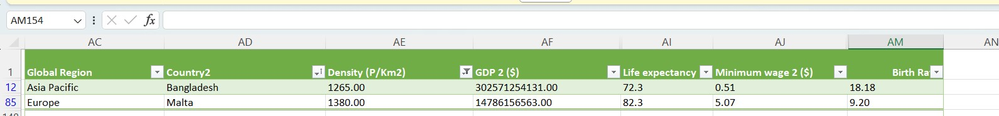 AM154 fx
AC AD AE AF AI AJ AM AN
1 Global Region Country2 Density (P/Km2) GDP 2 ($) Life expectancy Minimum wage 2 ($) Birth Ra
12 Asia Pacific Bangladesh 1265.00 302571254131.00 72.3 0.51 18.18
85 Europe Malta 1380.00 14786156563.00 82.3 5.07 9.20